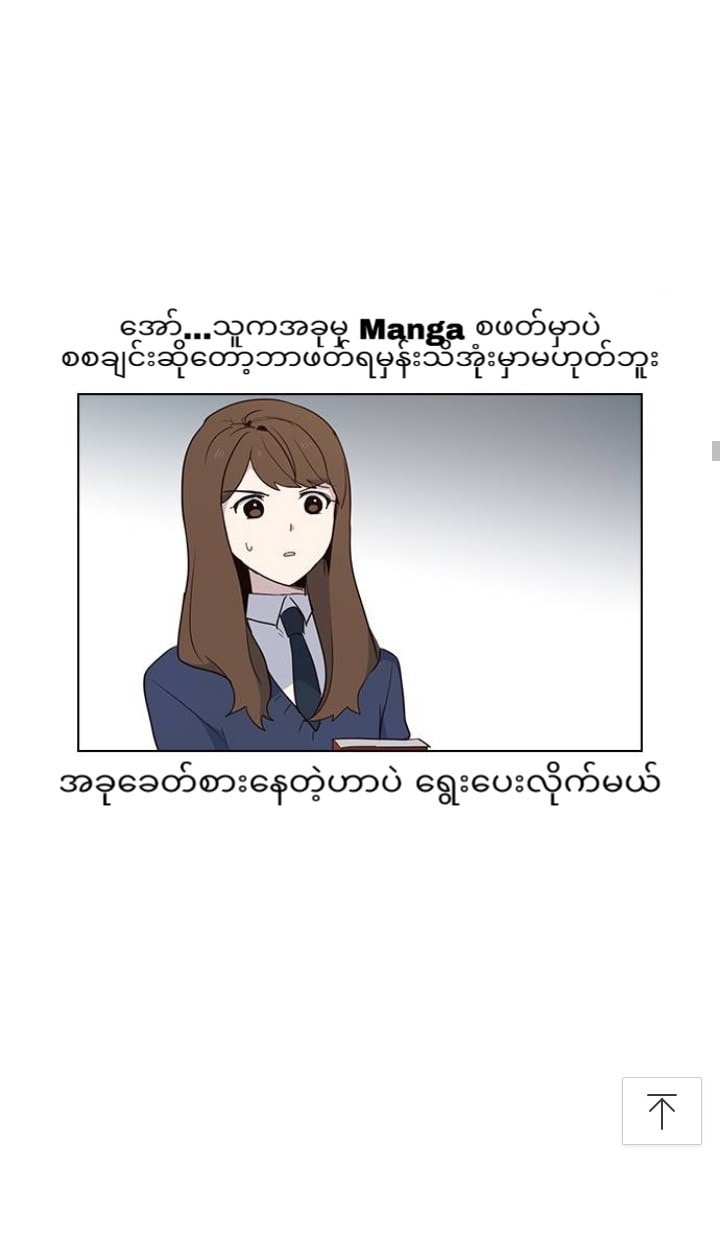 အော်...သူကအခုမှ Manga စဖတ်မှာပဲ
စစချင်းဆိုတော့ဘာဖတ်ရမှန်းသိအုံးမှာမဟုတ်ဘူး
အခုခေတ်စားနေတဲ့ဟာပဲ ရွေးပေးလိုက်မယ်